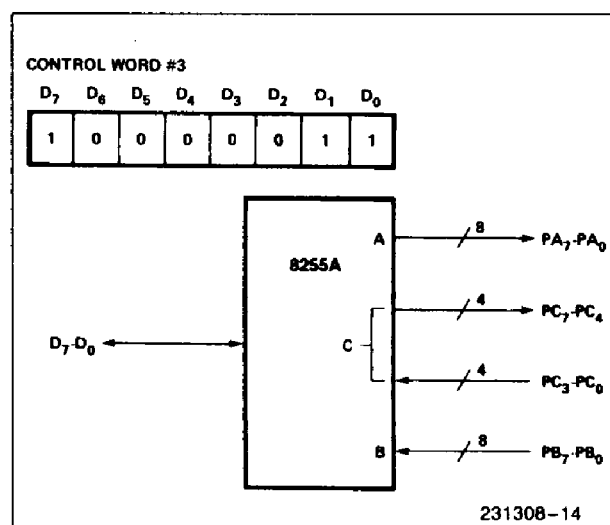 CONTROL WORD #3
D7 D6 D5 D4 D3 D2 D1 D0
1 0 0 0 0 0 1 1
A 8 PA7-PA0
8255A
4 PC7-PC4
D7-D0 C
4 PC3-PC0
B 8 PB7-PB0
231308-14